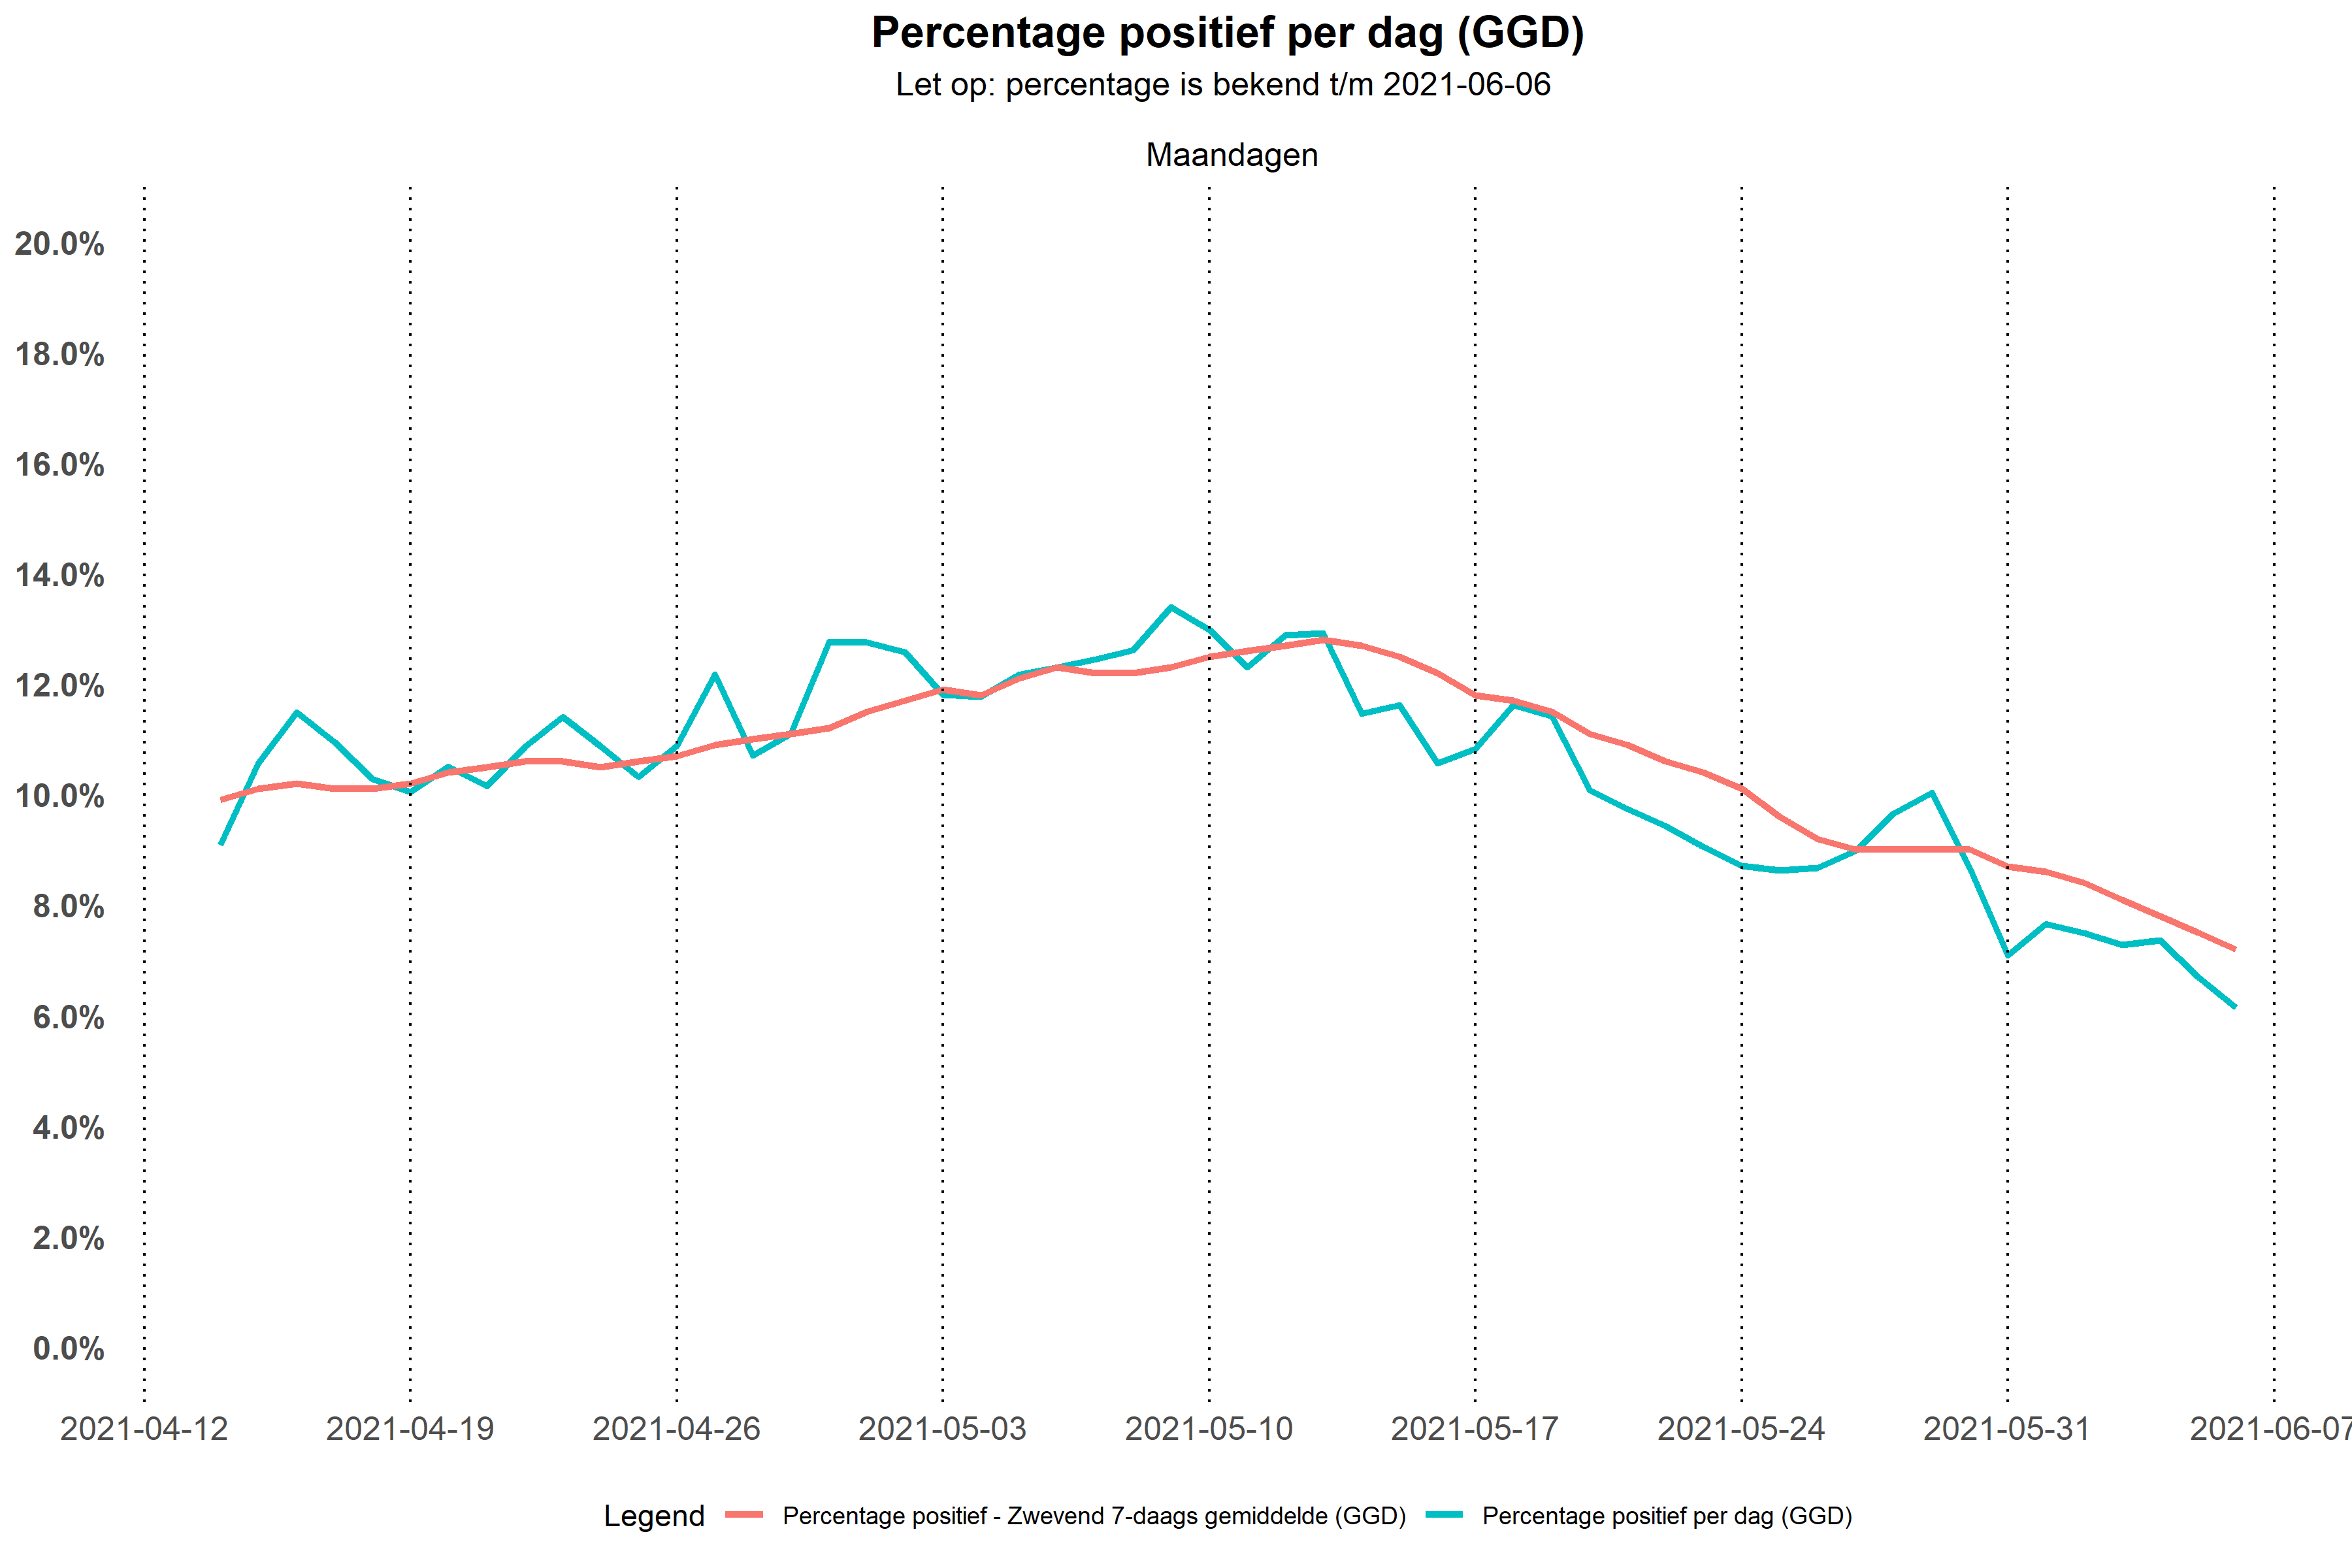 Percentage positief per dag (GGD)
Let op: percentage is bekend t/m 2021-06-06
Maandagen
20.0%
18.0%
16.0%
14.0%
12.0%
10.0%
8.0%
6.0%
4.0%
2.0%
0.0%
2021-04-12 2021-04-19 2021-04-26 2021-05-03 2021-05-10 2021-05-17 2021-05-24 2021-05-31 2021-06-07
Legend Percentage positief - Zwevend 7-daags gemiddelde (GGD) Percentage positief per dag (GGD)